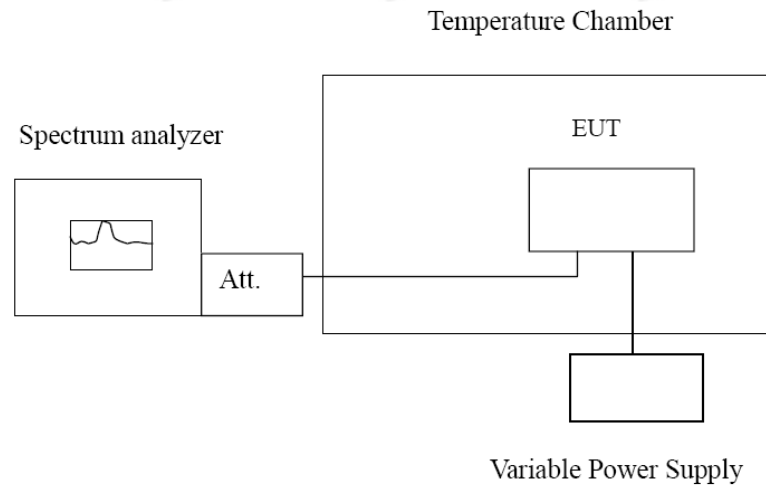 Temperature Chamber
EUT
Spectrum analyzer
Att.
Variable Power Supply